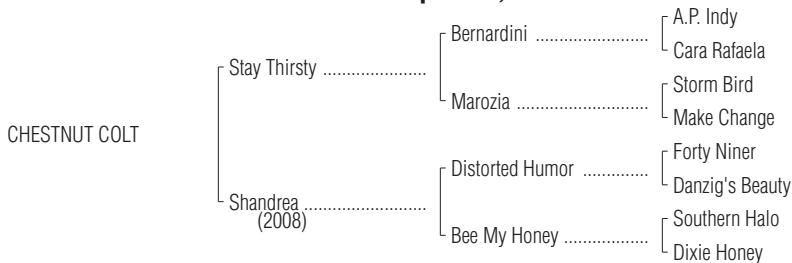 A.P. Indy
Bernardini
Cara Rafaela
Stay Thirsty
Storm Bird
Marozia
Make Change
CHESTNUT COLT
Forty Niner
Distorted Humor
Danzig's Beauty
Shandrea
(2008)
Southern Halo
Bee My Honey
Dixie Honey